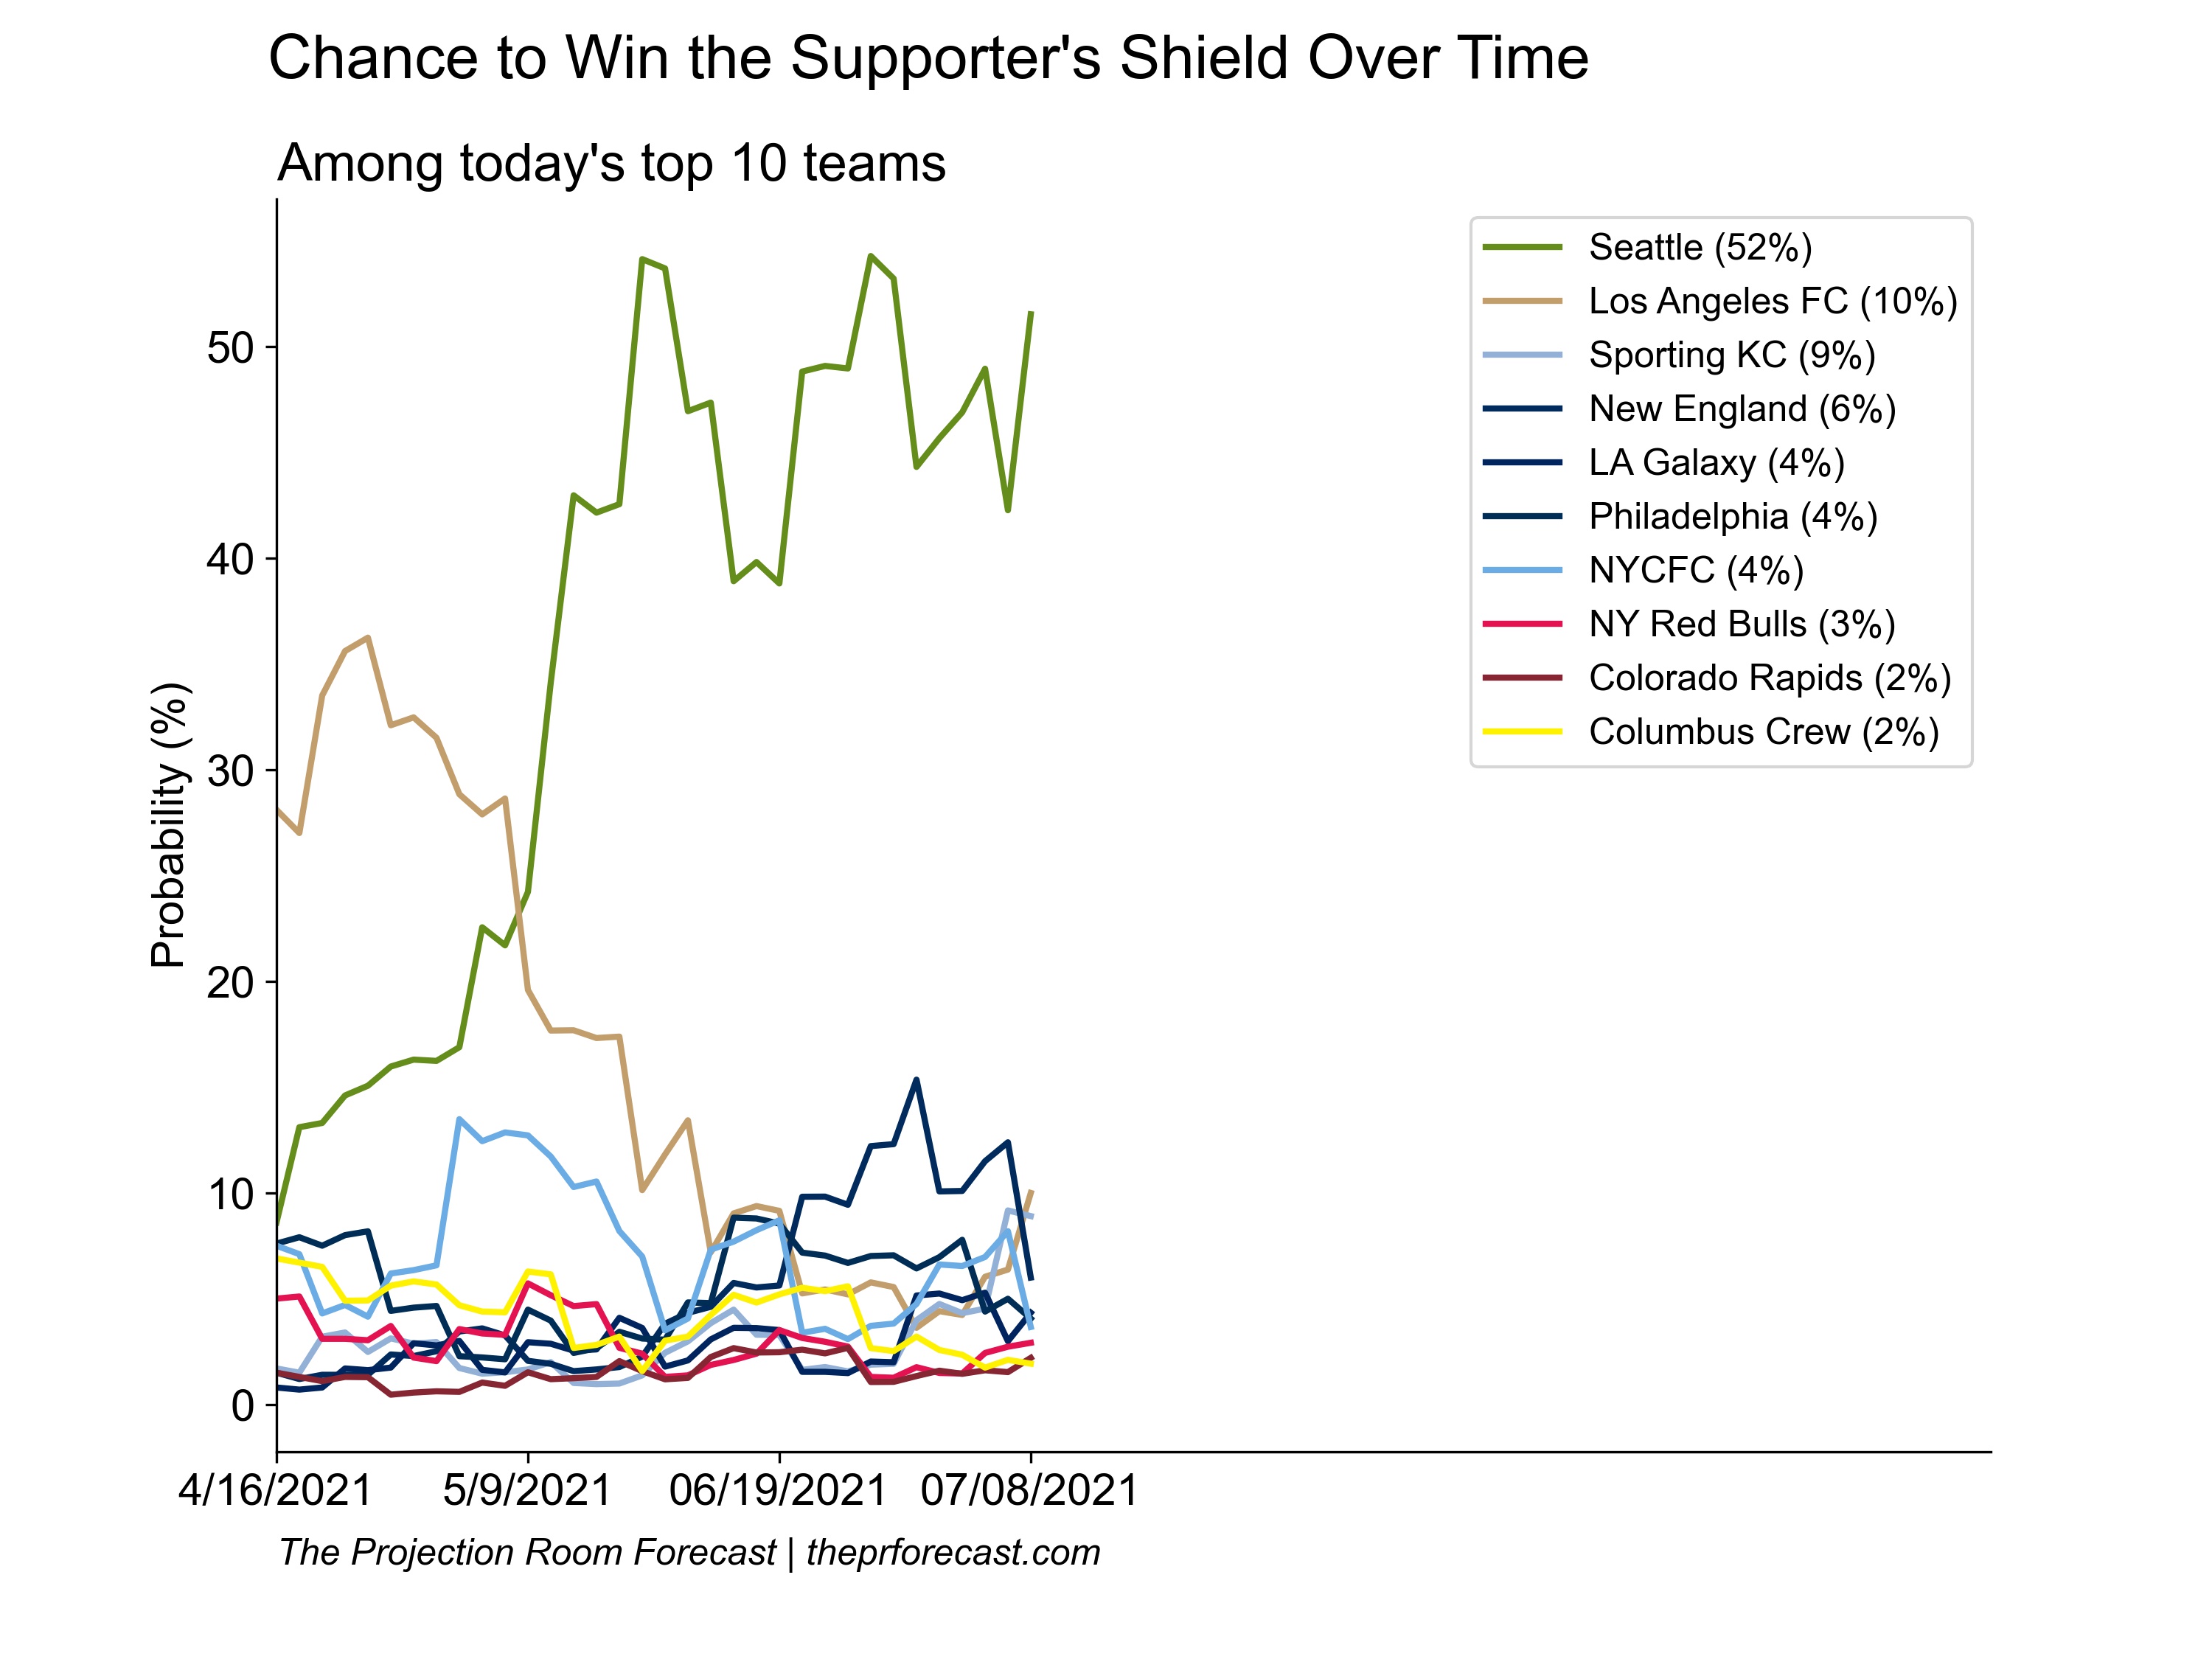 Chance to Win the Supporter's Shield Over Time
Among today's top 10 teams
Seattle (52%)
Los Angeles FC (10%)
Sporting KC (9%)
New England (6%)
LA Galaxy (4%)
Philadelphia (4%)
NYCFC (4%)
NY Red Bulls (3%)
Colorado Rapids (2%)
Columbus Crew (2%)
Probability (%)
50
40
30
20
10
0
4/16/2021 5/9/2021 06/19/2021 07/08/2021
The Projection Room Forecast | theprforecast.com